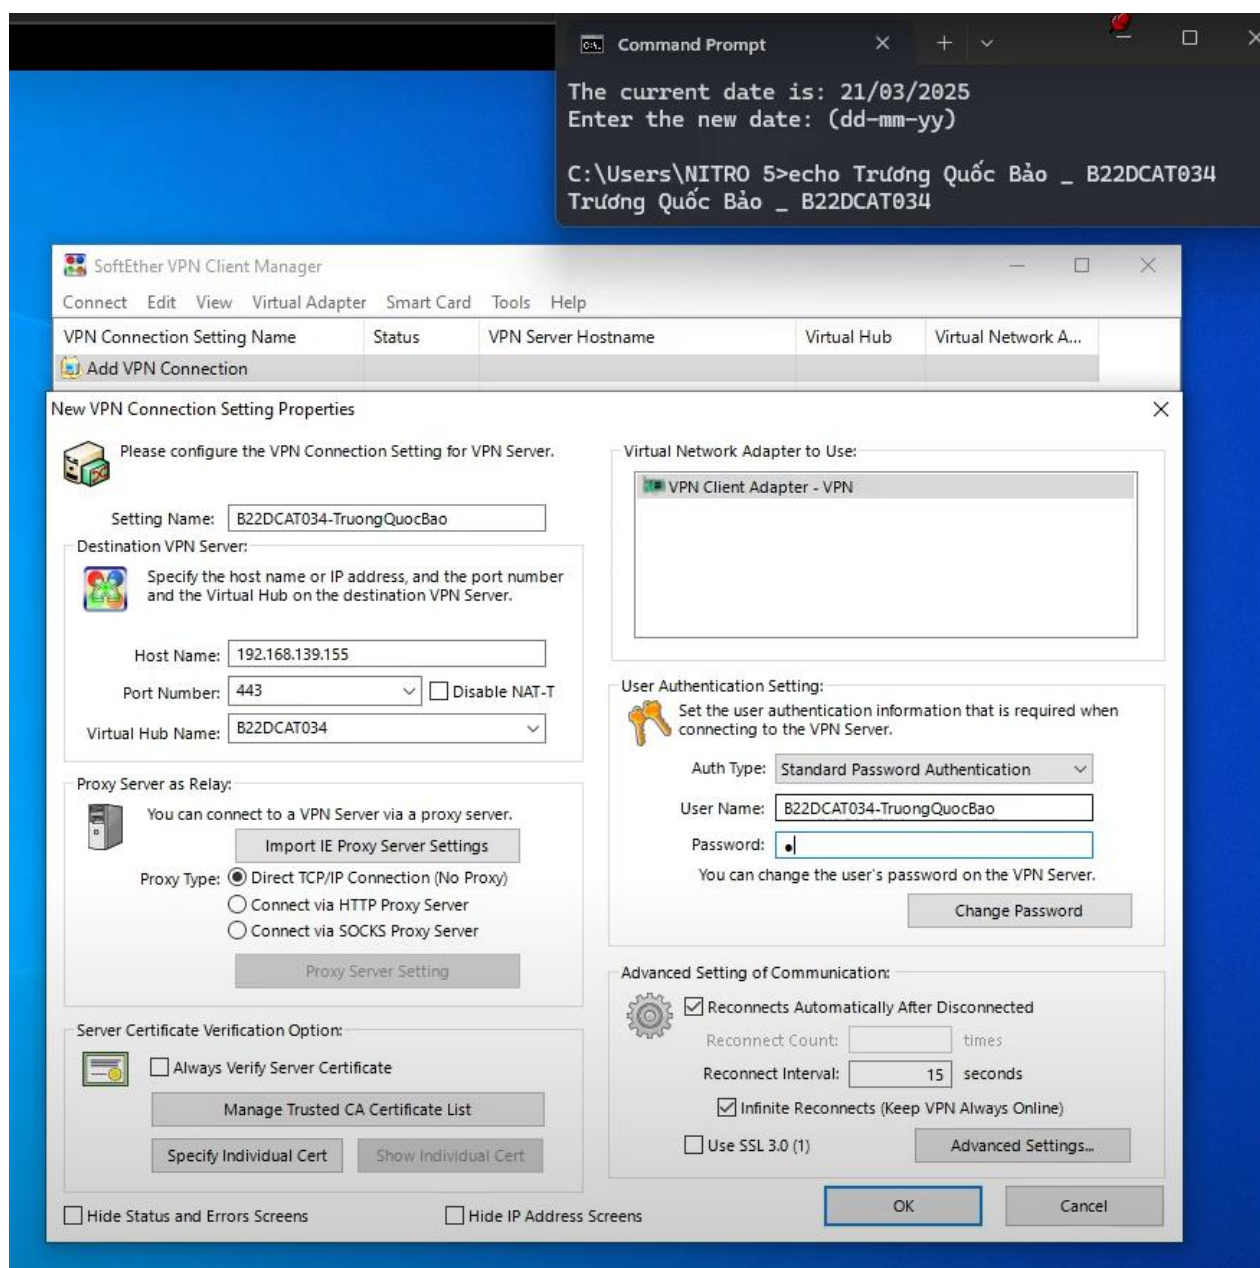 Command Prompt
The current date is: 21/03/2025
Enter the new date: (dd-mm-yy)
C:\Users\NITRO 5>echo Trương Quốc Bảo _ B22DCAT034
Trương Quốc Bảo _ B22DCAT034
SoftEther VPN Client Manager
Connect Edit View Virtual Adapter Smart Card Tools Help
VPN Connection Setting Name Status VPN Server Hostname Virtual Hub Virtual Network A...
Add VPN Connection
New VPN Connection Setting Properties
Please configure the VPN Connection Setting for VPN Server.
Setting Name: B22DCAT034-TruongQuocBao
Destination VPN Server:
Specify the host name or IP address, and the port number
and the Virtual Hub on the destination VPN Server.
Host Name: 192.168.139.155
Port Number: 443 Disable NAT-T
Virtual Hub Name: B22DCAT034
Proxy Server as Relay:
You can connect to a VPN Server via a proxy server.
Import IE Proxy Server Settings
Proxy Type: Direct TCP/IP Connection (No Proxy)
Connect via HTTP Proxy Server
Connect via SOCKS Proxy Server
Proxy Server Setting
Server Certificate Verification Option:
Always Verify Server Certificate
Manage Trusted CA Certificate List
Specify Individual Cert Show Individual Cert
Hide Status and Errors Screens Hide IP Address Screens
Virtual Network Adapter to Use:
VPN Client Adapter - VPN
User Authentication Setting:
Set the user authentication information that is required when
connecting to the VPN Server.
Auth Type: Standard Password Authentication
User Name: B22DCAT034-TruongQuocBao
Password: ●
You can change the user's password on the VPN Server.
Change Password
Advanced Setting of Communication:
Reconnects Automatically After Disconnected
Reconnect Count: times
Reconnect Interval: 15 seconds
Infinite Reconnects (Keep VPN Always Online)
Use SSL 3.0 (1) Advanced Settings...
OK Cancel